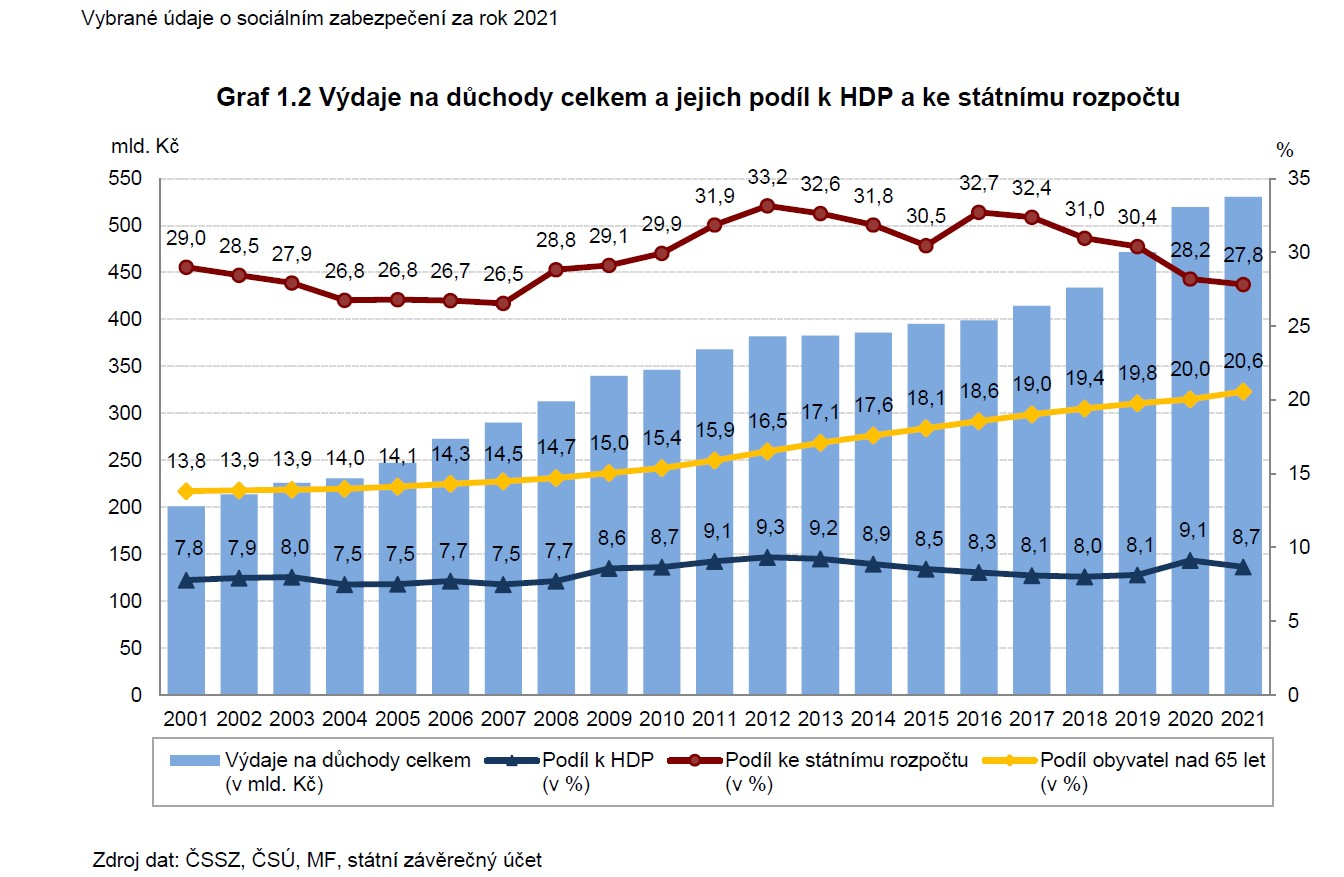 Vybrané údaje o sociálním zabezpečení za rok 2021
Graf 1.2 Výdaje na důchody celkem a jejich podíl k HDP a ke státnímu rozpočtu
mld. Kč
%
550
500
450
400
350
300
250
200
150
100
50
0
35
30
25
20
15
10
5
0
29,0 28,5 27,9 26,8 26,8 26,7 26,5 28,8 29,1 29,9 31,9 33,2 32,6 31,8 30,5 32,7 32,4 31,0 30,4 28,2 27,8
13,8 13,9 13,9 14,0 14,1 14,3 14,5 14,7 15,0 15,4 15,9 16,5 17,1 17,6 18,1 18,6 19,0 19,4 19,8 20,0 20,6
7,8 7,9 8,0 7,5 7,5 7,7 7,5 7,7 8,6 8,7 9,1 9,3 9,2 8,9 8,5 8,3 8,1 8,0 8,1 9,1 8,7
2001 2002 2003 2004 2005 2006 2007 2008 2009 2010 2011 2012 2013 2014 2015 2016 2017 2018 2019 2020 2021
Výdaje na důchody celkem
(v mld. Kč)
Podíl k HDP
(v %)
Podíl ke státnímu rozpočtu
(v %)
Podíl obyvatel nad 65 let
(v %)
Zdroj dat: ČSSZ, ČSÚ, MF, státní závěrečný účet